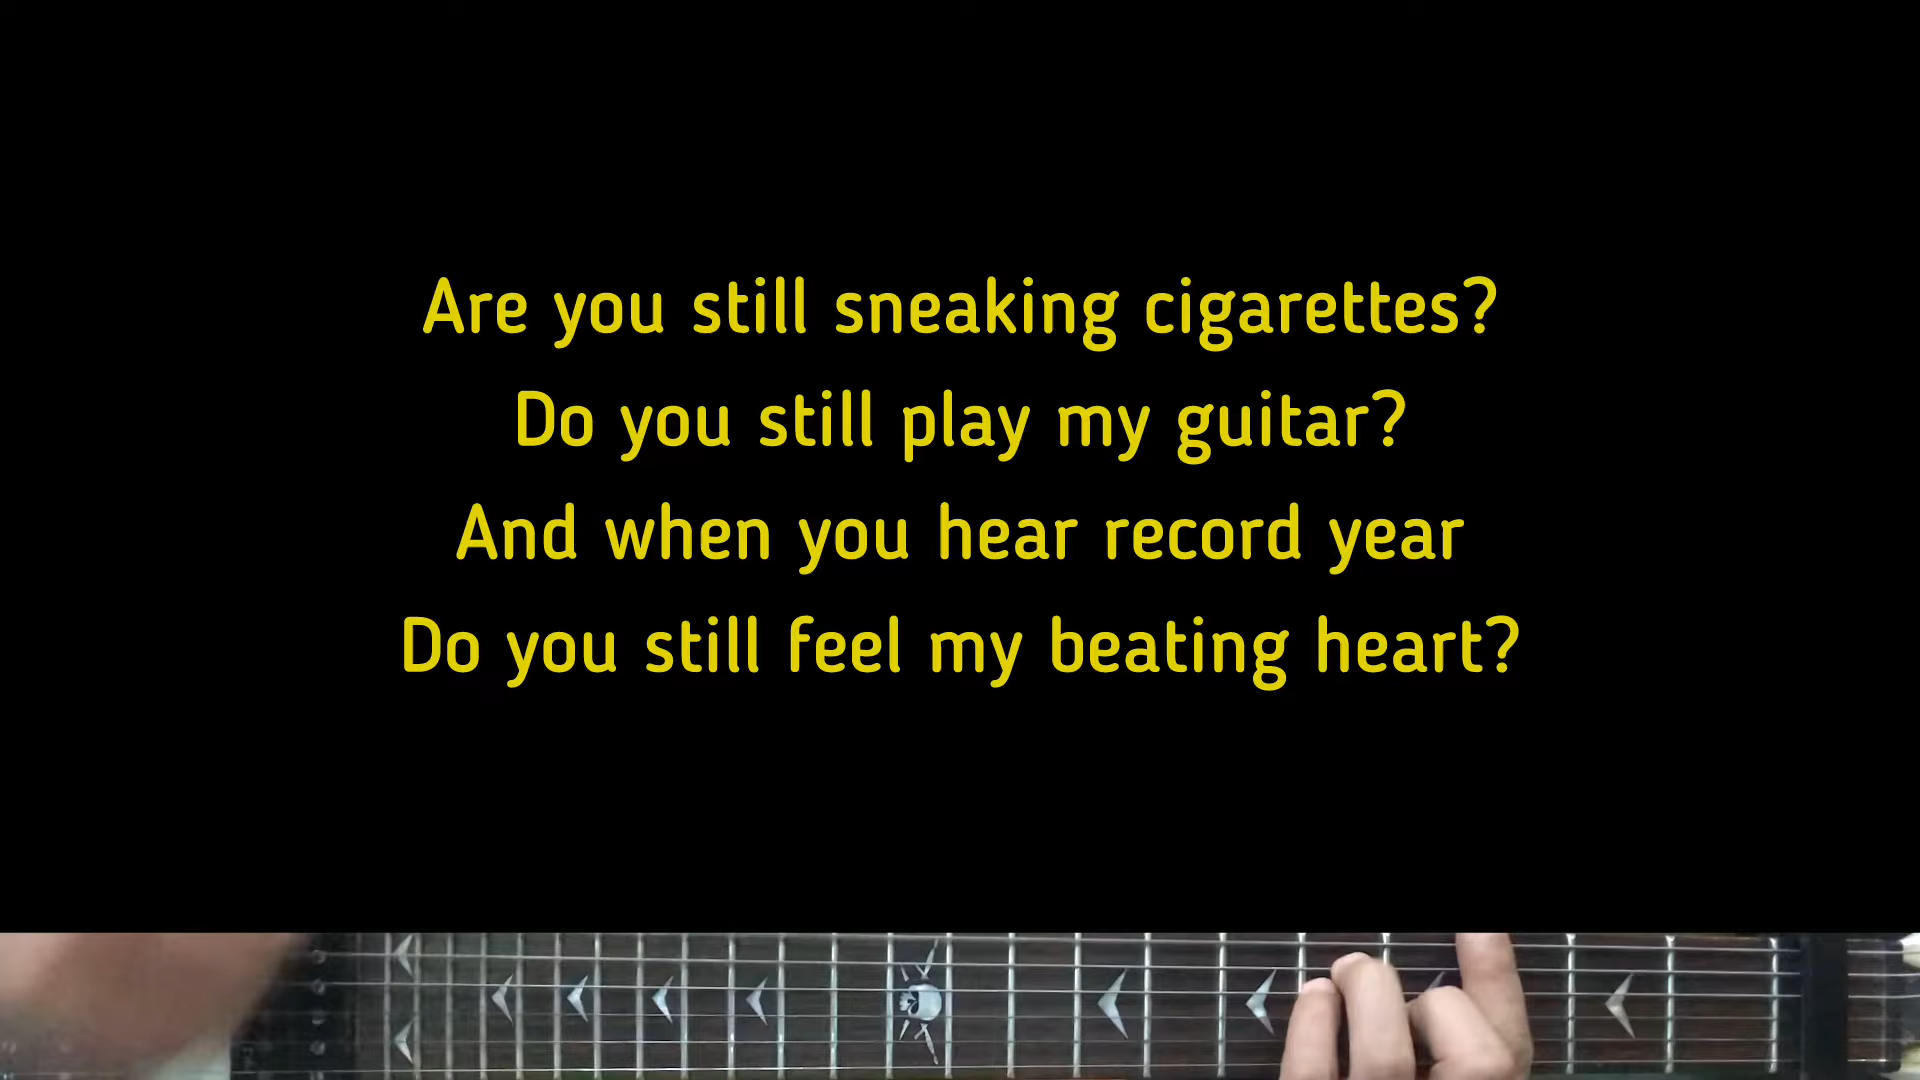 Are you still sneaking cigarettes?
Do you still play my guitar?
And when you hear record year
Do you still feel my beating heart?